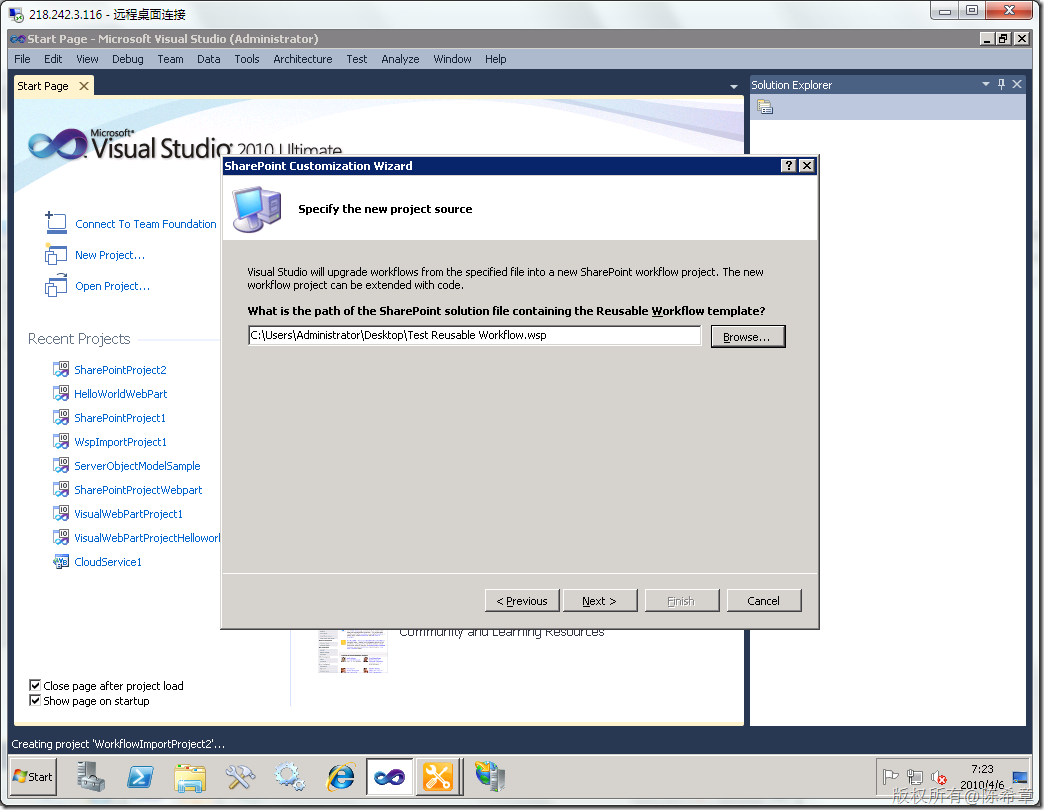 218.242.3.116 - 远程桌面连接
Start Page - Microsoft Visual Studio (Administrator)
File Edit View Debug Team Data Tools Architecture Test Analyze Window Help
Start Page
Solution Explorer
Microsoft®
Visual Studio 2010 Ultimate
SharePoint Customization Wizard
Specify the new project source
Connect To Team Foundation
New Project...
Open Project...
Visual Studio will upgrade workflows from the specified file into a new SharePoint workflow project. The new
workflow project can be extended with code.
What is the path of the SharePoint solution file containing the Reusable Workflow template?
C:\Users\Administrator\Desktop\Test Reusable Workflow.wsp
Browse...
Recent Projects
SharePointProject2
HelloWorldWebPart
SharePointProject1
WspImportProject1
ServerObjectModelSample
SharePointProjectWebpart
VisualWebPartProject1
VisualWebPartProjectHelloworl
CloudService1
< Previous
Next >
Finish
Cancel
Community and Learning Resources
Close page after project load
Show page on startup
Creating project 'WorkflowImportProject2'...
Start
7:23
2010/4/6
版权所有@陈希章